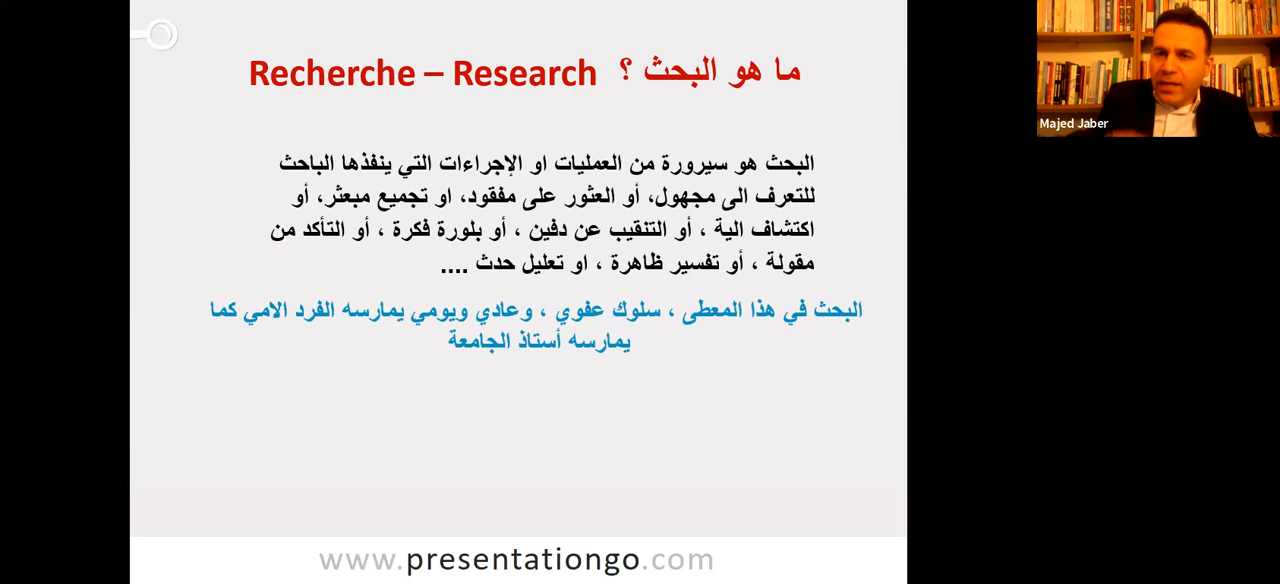 ما هو البحث ؟ Recherche – Research
البحث هو سيرورة من العمليات او الإجراءات التي ينفذها الباحث
للتعرف الى مجهول، أو العثور على مفقود، او تجميع مبعثر، أو
اكتشاف الية ، أو التنقيب عن دفين ، أو بلورة فكرة ، أو التأكد من
مقولة ، أو تفسير ظاهرة ، او تعليل حدث ....
البحث في هذا المعطى ، سلوك عفوي ، وعادي ويومي يمارسه الفرد الامي كما
يمارسه أستاذ الجامعة
www.presentationgo.com
Majed Jaber